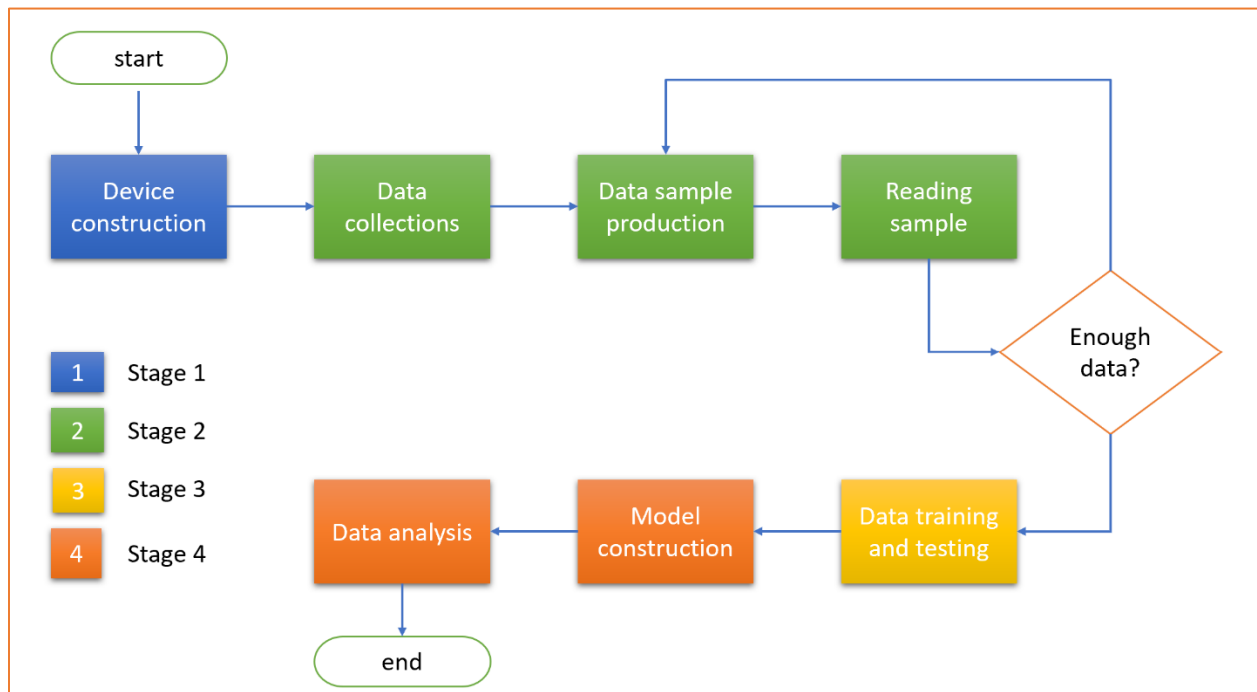 start
Device
construction
Data
collections
Data sample
production
Reading
sample
Enough
data?
1 Stage 1
2 Stage 2
3 Stage 3
4 Stage 4
Data analysis
Model
construction
Data training
and testing
end